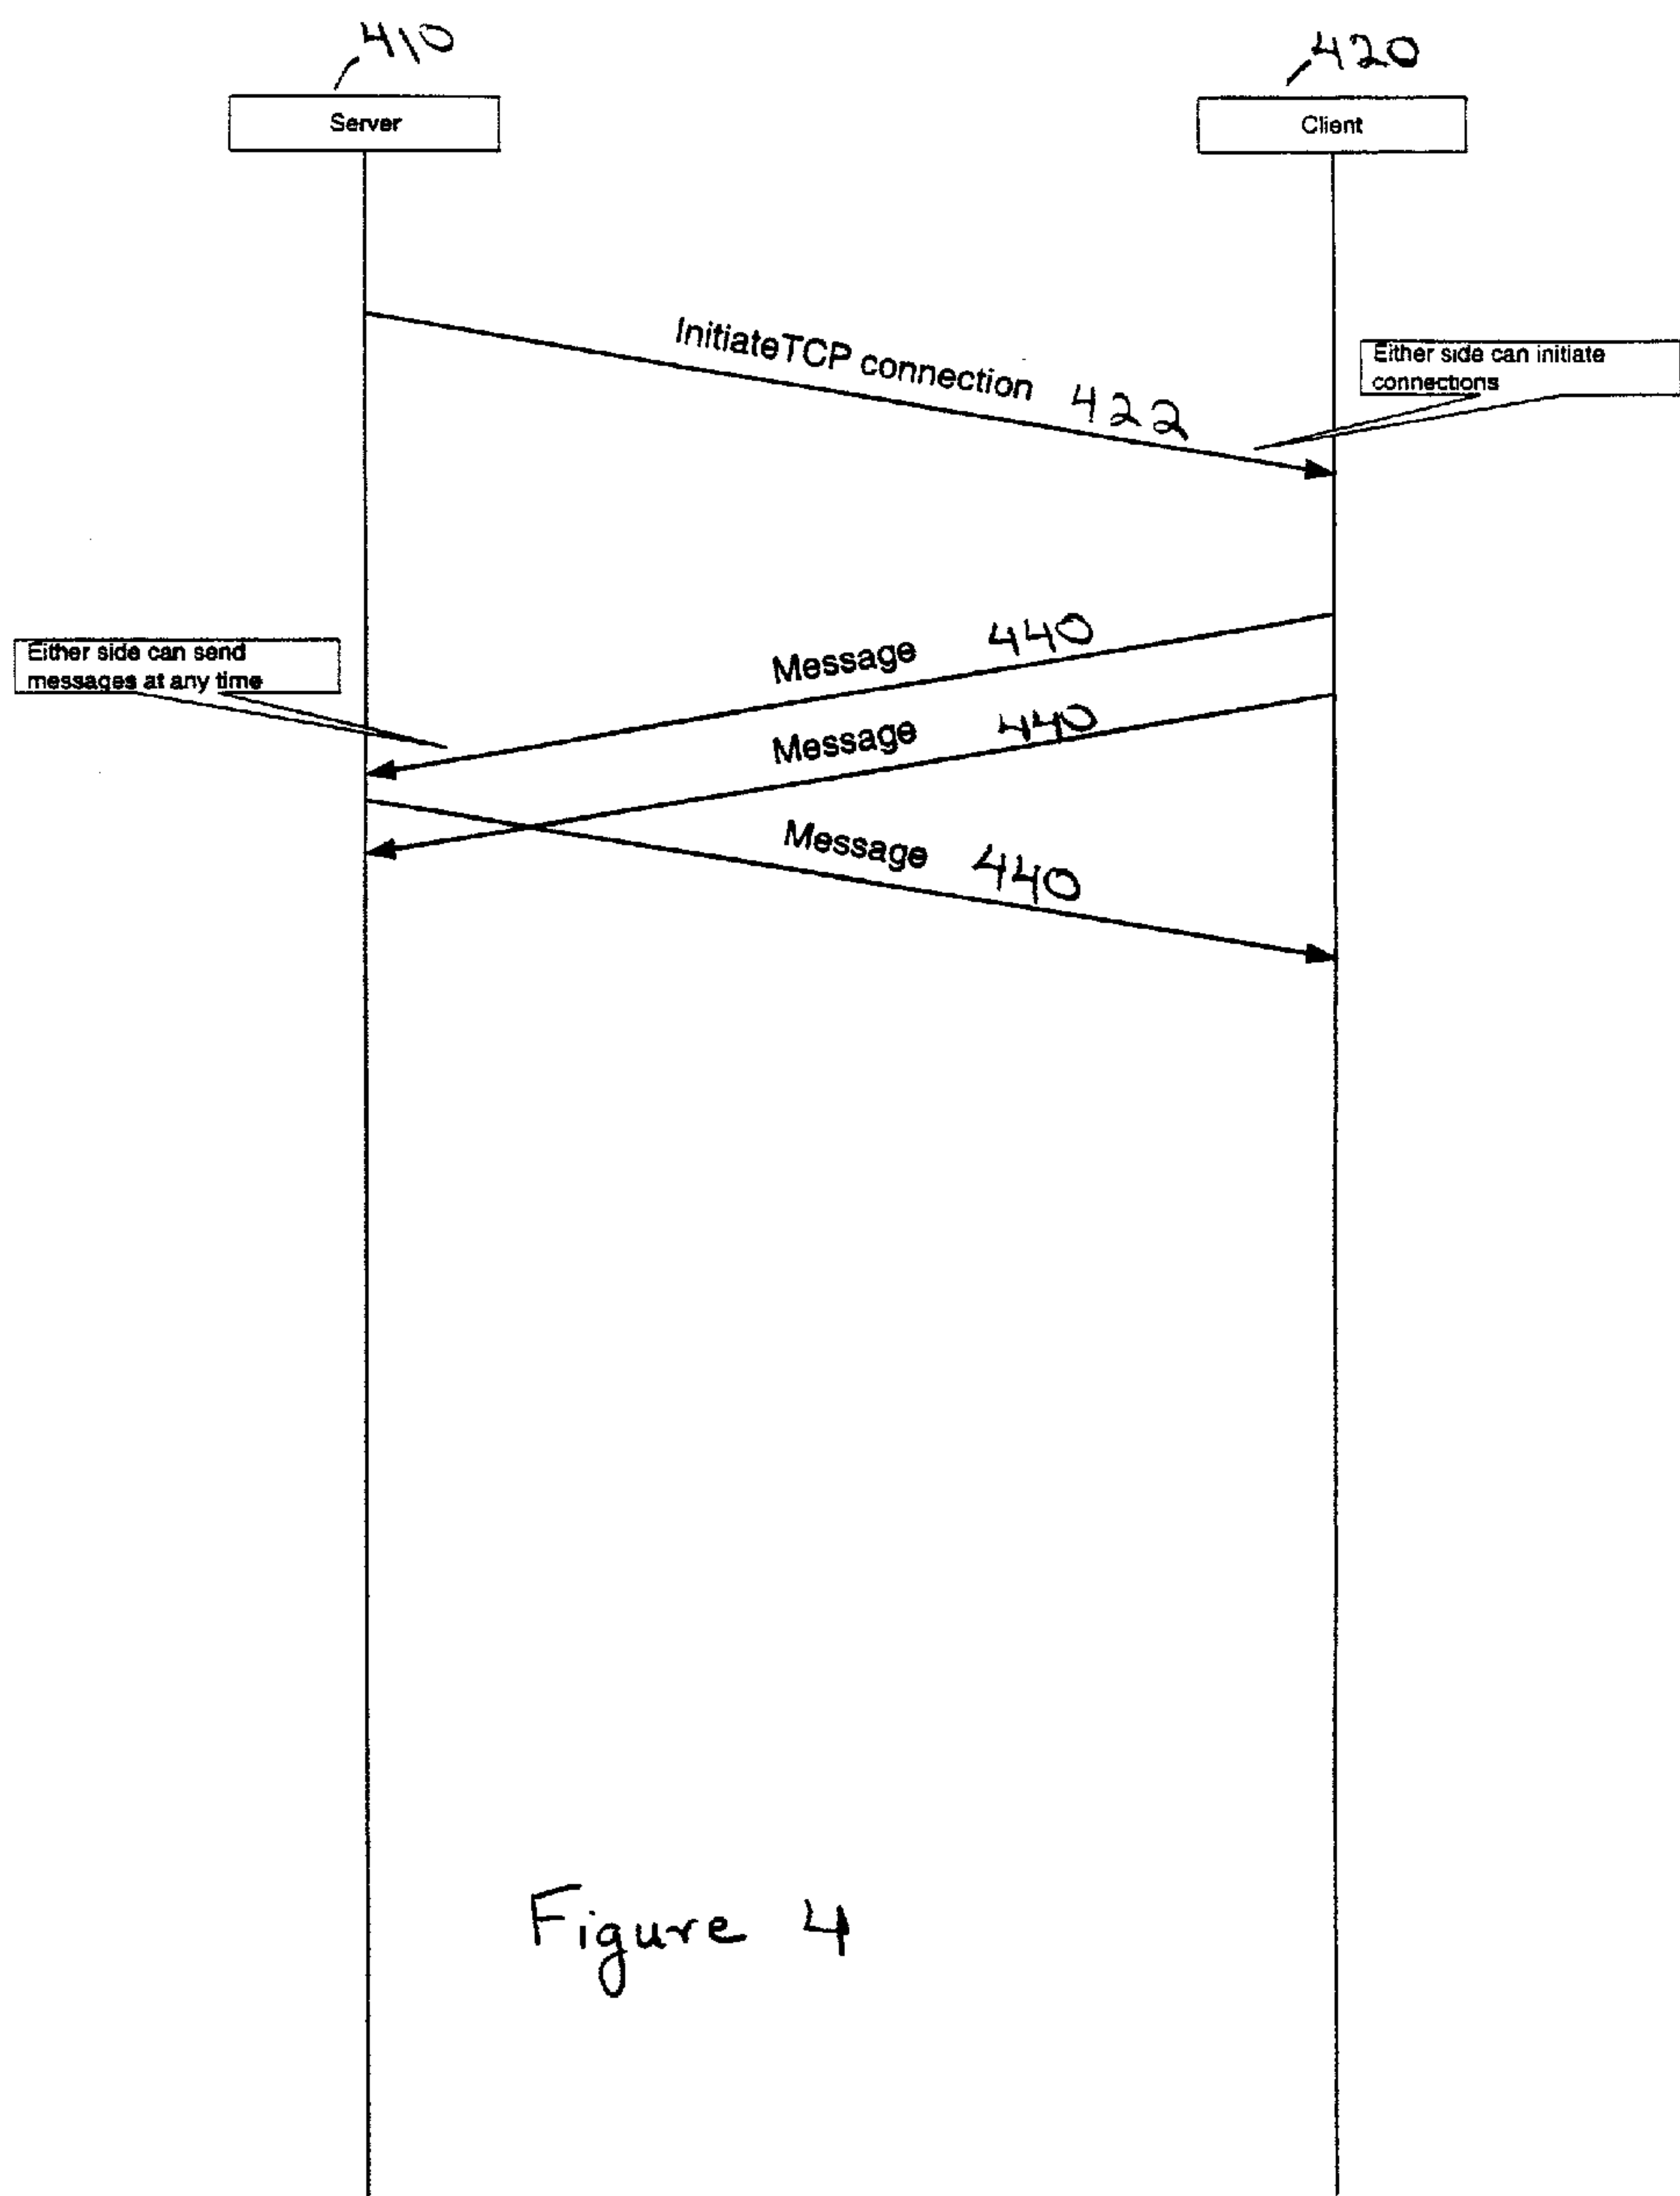 410
420
Server
Client
InitiateTCP connection 422
Either side can initiate
connections
Message 440
Either side can send
messages at any time
Message 440
Message 440
Figure 4